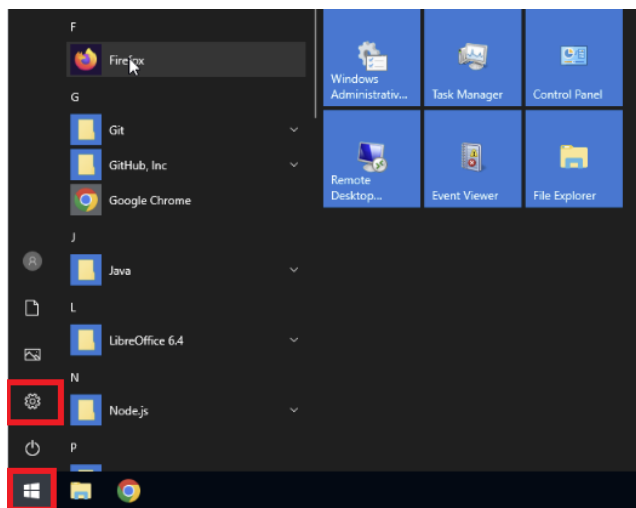 F
Firefox
G
Git
GitHub, Inc
Google Chrome
J
Java
L
LibreOffice 6.4
N
Node.js
P
Windows
Administrativ...
Task Manager
Control Panel
Remote
Desktop...
Event Viewer
File Explorer